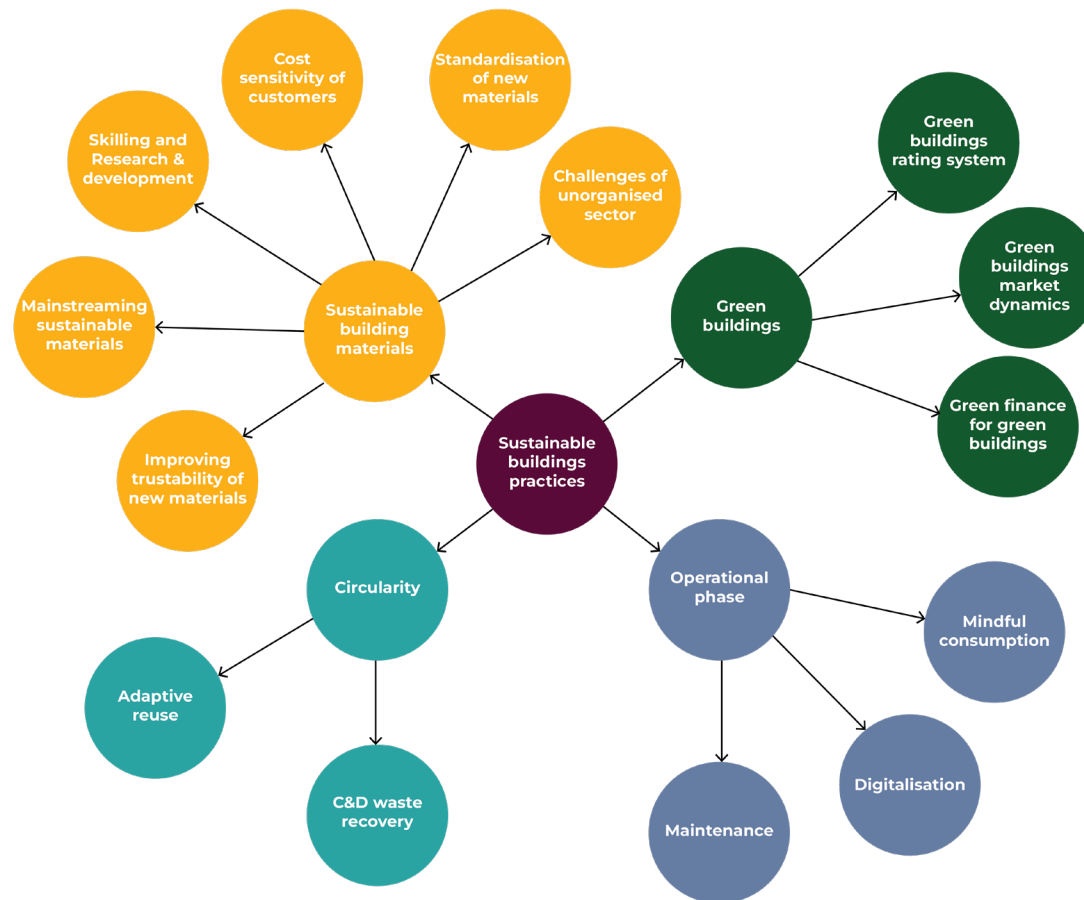 Cost
sensitivity of
customers
Standardisation
of new
materials
Skilling and
Research &
development
Challenges of
unorganised
sector
Mainstreaming
sustainable
materials
Sustainable
building
materials
Improving
trustability of
new materials
Green
buildings
rating system
Green
buildings
market
dynamics
Green
buildings
Green finance
for green
buildings
Sustainable
buildings
practices
Circularity
Adaptive
reuse
C&D waste
recovery
Operational
phase
Mindful
consumption
Digitalisation
Maintenance